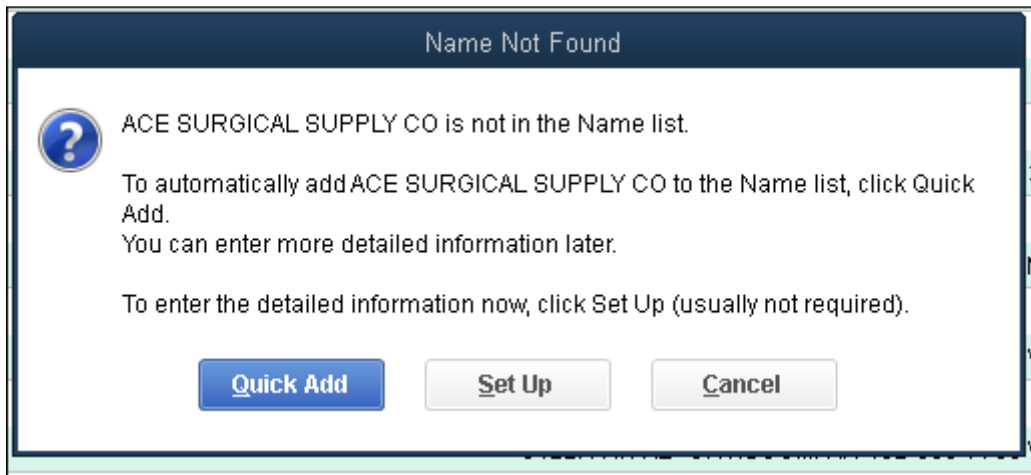 Name Not Found
ACE SURGICAL SUPPLY CO is not in the Name list.
To automatically add ACE SURGICAL SUPPLY CO to the Name list, click Quick
Add.
You can enter more detailed information later.
To enter the detailed information now, click Set Up (usually not required).
Quick Add
Set Up
Cancel